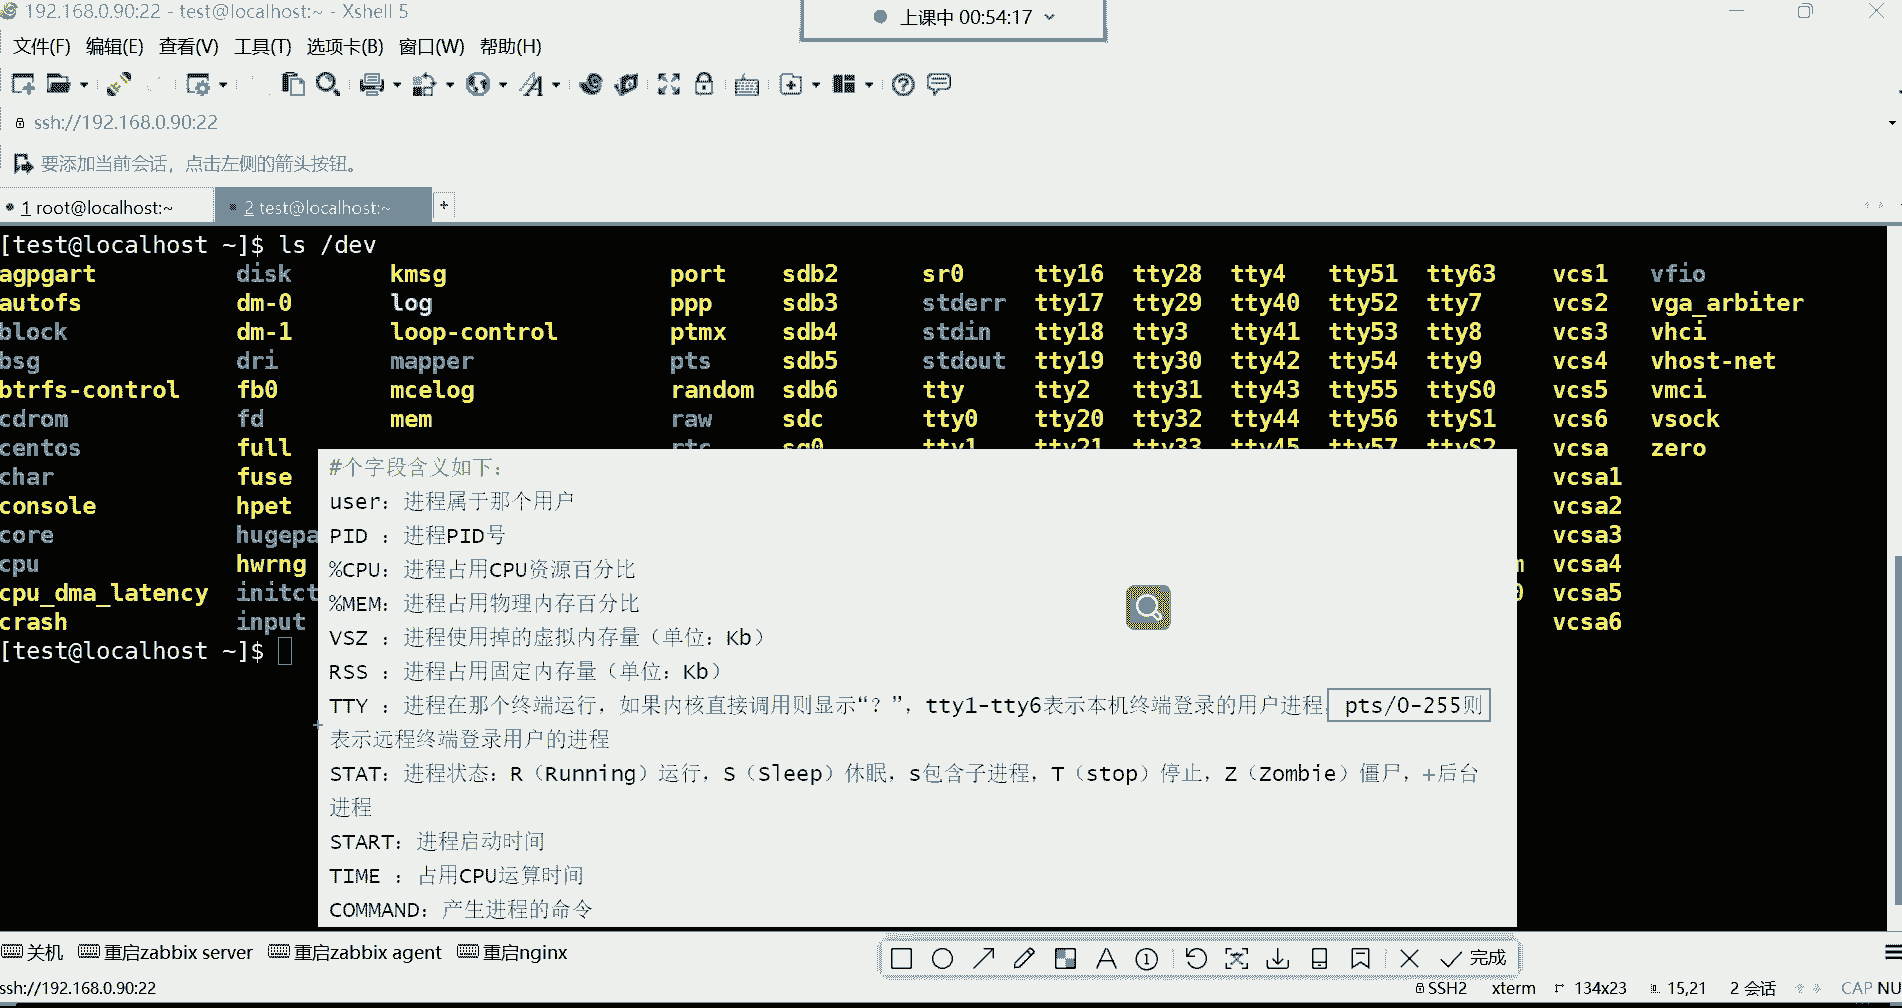 192.168.0.90:22 - test@localhost:~ - Xshell 5
上课中 00:54:17
文件(F) 编辑(E) 查看(V) 工具(T) 选项卡(B) 窗口(W) 帮助(H)
ssh://192.168.0.90:22
要添加当前会话，点击左侧的箭头按钮。
1 root@localhost:~ 2 test@localhost:~ +
[test@localhost ~]$ ls /dev
agpgart disk kmsg port sdb2 sr0 tty16 tty28 tty4 tty51 tty63 vcs1 vfio
autofs dm-0 log ppp sdb3 stderr tty17 tty29 tty40 tty52 tty7 vcs2 vga_arbiter
block dm-1 loop-control ptmx sdb4 stdin tty18 tty3 tty41 tty53 tty8 vcs3 vhci
bsg dri mapper pts sdb5 stdout tty19 tty30 tty42 tty54 tty9 vcs4 vhost-net
btrfs-control fb0 mcelog random sdb6 tty tty2 tty31 tty43 tty55 ttyS0 vcs5 vmci
cdrom fd mem raw sdc tty0 tty20 tty32 tty44 tty56 ttyS1 vcs6 vsock
centos full rtc sg0 tty1 tty21 tty33 tty45 tty57 ttyS2 vcsa zero
char fuse vcsa1
console hpet vcsa2
core hugepa vcsa3
cpu hwrng vcsa4
cpu_dma_latency initct vcsa5
crash input vcsa6
[test@localhost ~]$
#个字段含义如下：
user：进程属于那个用户
PID ：进程PID号
%CPU：进程占用CPU资源百分比
%MEM：进程占用物理内存百分比
VSZ ：进程使用掉的虚拟内存量（单位：Kb）
RSS ：进程占用固定内存量（单位：Kb）
TTY ：进程在那个终端运行，如果内核直接调用则显示“？”，tty1-tty6表示本机终端登录的用户进程，pts/0-255则
表示远程终端登录用户的进程
STAT：进程状态：R（Running）运行，S（Sleep）休眠，s包含子进程，T（stop）停止，Z（Zombie）僵尸，+后台
进程
START：进程启动时间
TIME ：占用CPU运算时间
COMMAND：产生进程的命令
关机 重启zabbix server 重启zabbix agent 重启nginx
完成
ssh://192.168.0.90:22 SSH2 xterm 134x23 15,21 2 会话 CAP NU